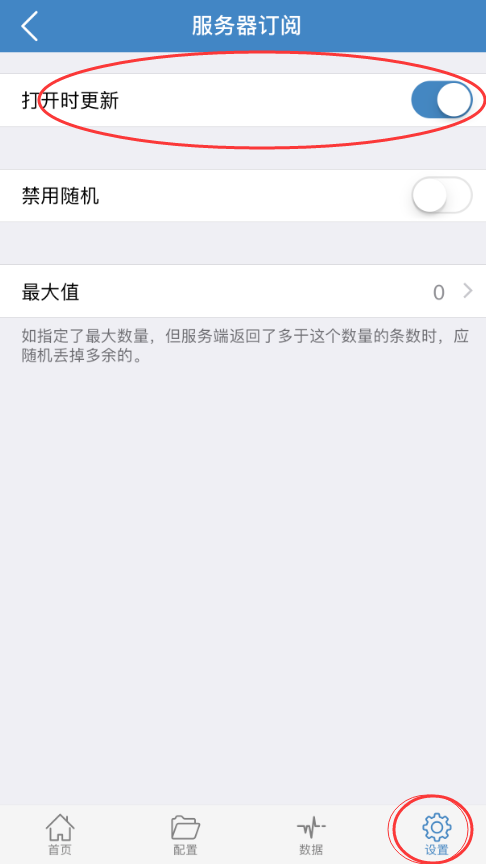 服务器订阅
打开时更新
禁用随机
最大值 0
如指定了最大数量，但服务端返回了多于这个数量的条数时，应
随机丢掉多余的。
首页 配置 数据 设置